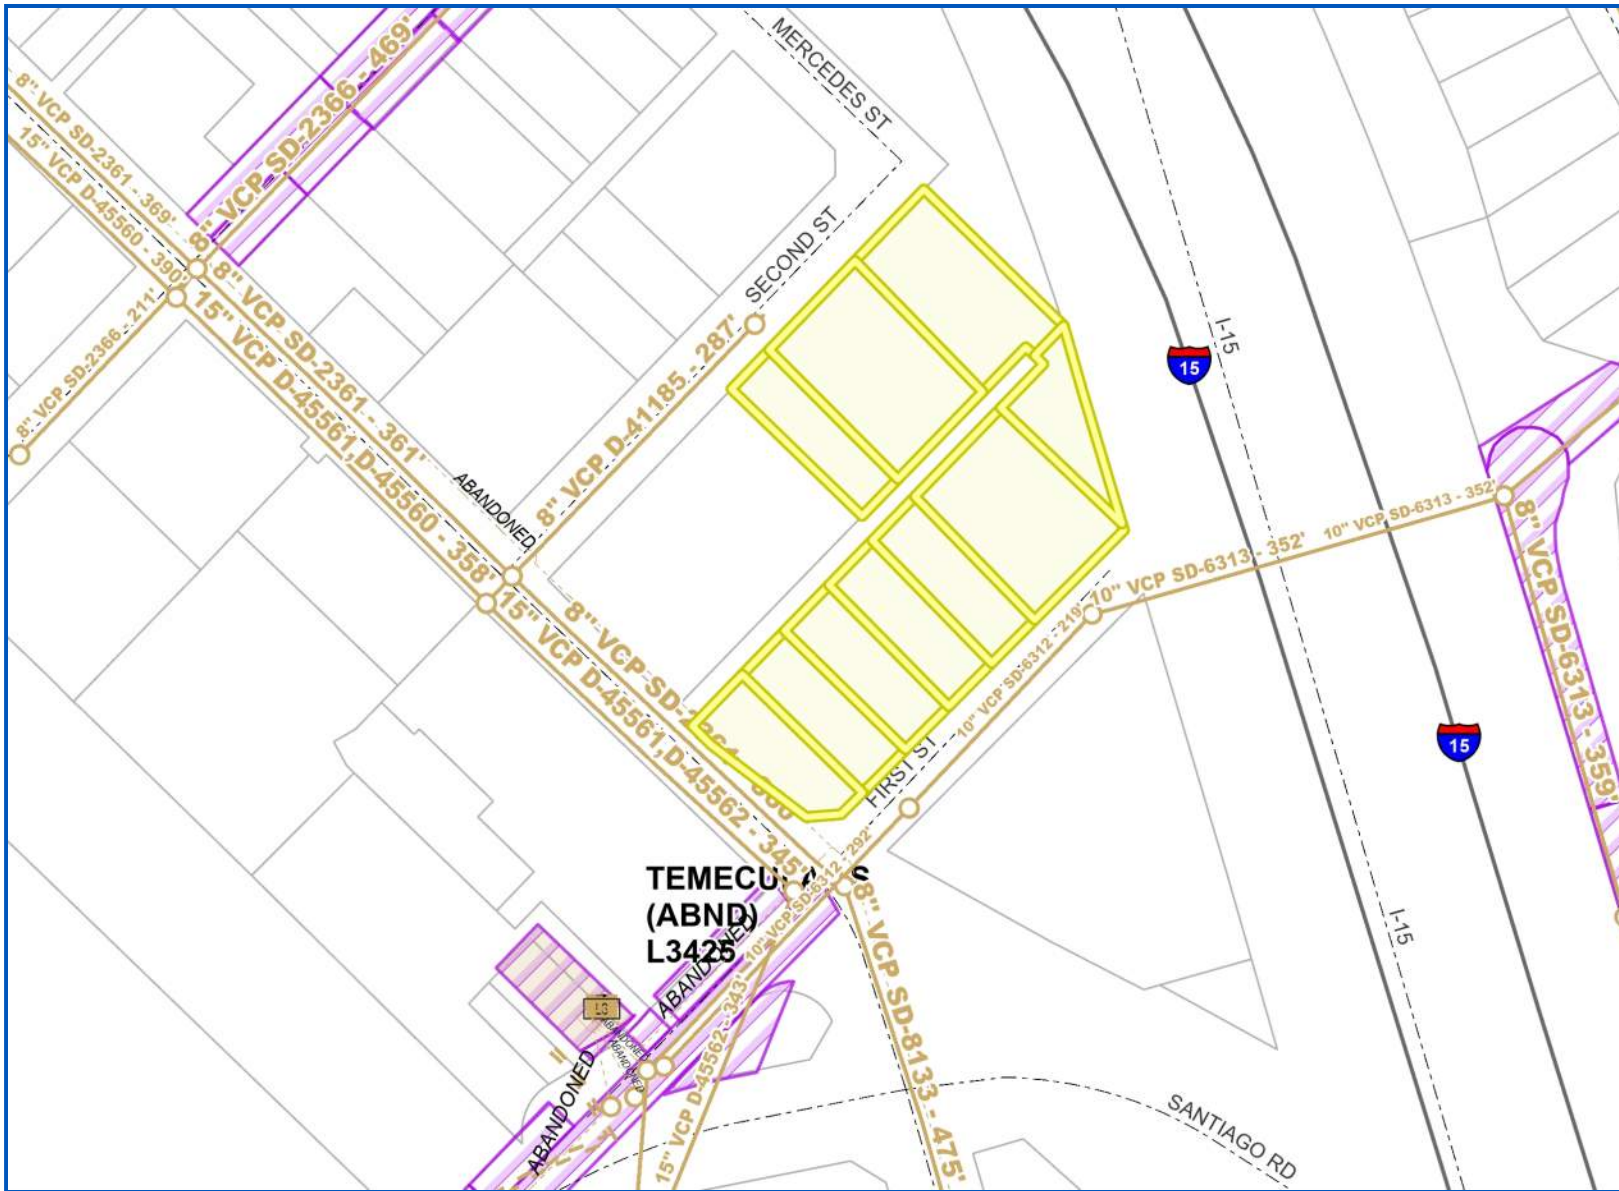 8" VCP SD-2366 - 469'
MERCEDES ST
8" VCP SD-2361 - 369'
15" VCP D-45560 - 390'
8" VCP SD-2366 - 211'
8" VCP SD-2361 - 361'
15" VCP D-45561,D-45560 - 358'
SECOND ST
8" VCP D-41185 - 287'
ABANDONED
I-15
15
10" VCP SD-6313 - 352'
10" VCP SD-6313 - 352'
8" VCP SD-6313 - 359'
10" VCP SD-6312 - 219'
15
8" VCP SD-
15" VCP D-45561,D-45562 - 345'
FIRST ST
10" VCP SD-6312 - 292'
TEMECULA
(ABND)
L3425
ABANDONED
8" VCP SD-8133 - 475'
I-15
ABANDONED
ABANDONED
ABANDONED
15" VCP D-45562 - 343'
SANTIAGO RD